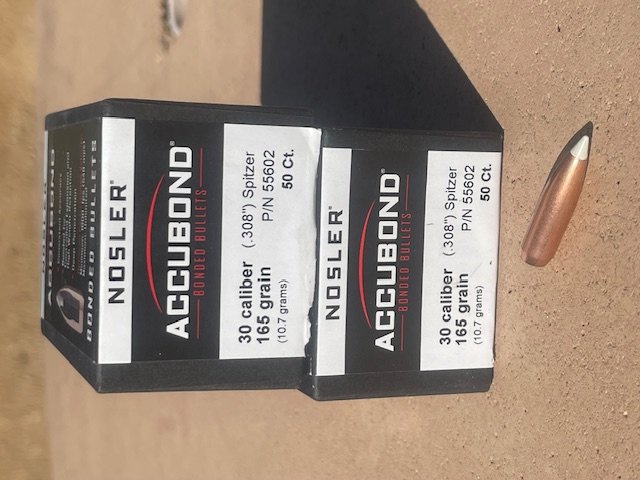 ACCUBOND
BONDED BULLETS
NOSLER®
ACCUBOND®
BONDED BULLETS
30 caliber (.308") Spitzer
165 grain P/N 55602
(10.7 grams) 50 Ct.
NOSLER®
ACCUBOND®
BONDED BULLETS
30 caliber (.308") Spitzer
165 grain P/N 55602
(10.7 grams) 50 Ct.